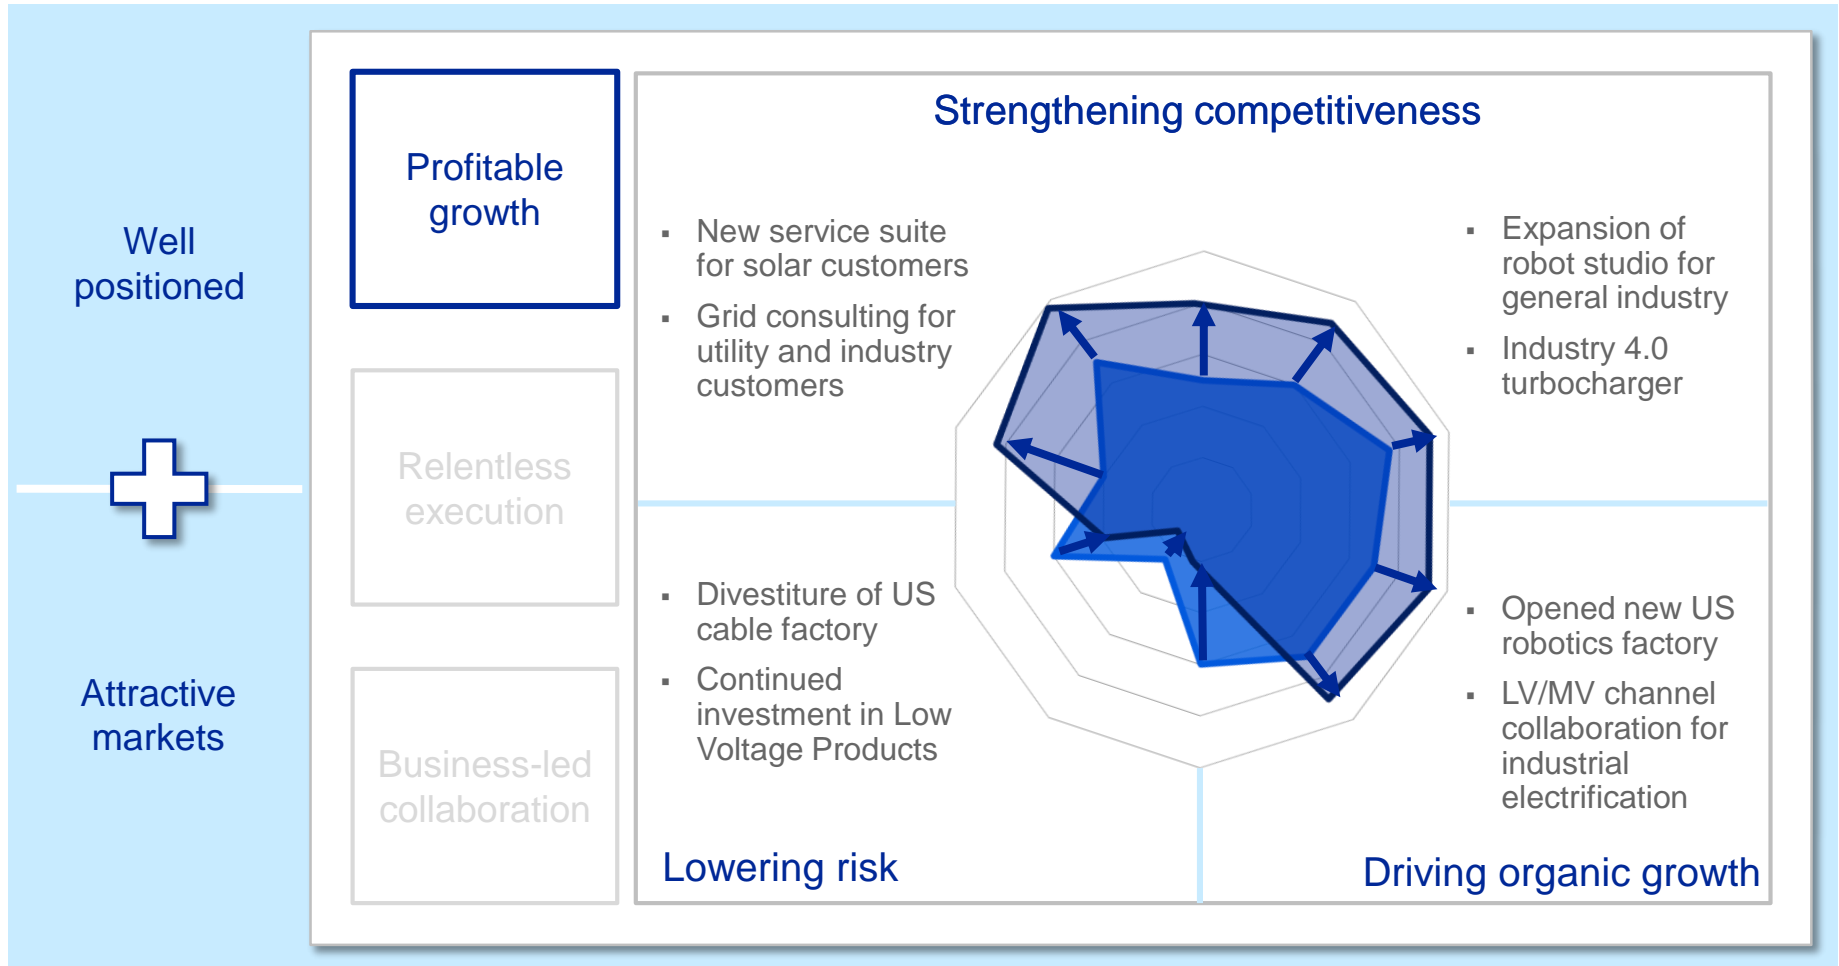 Well
positioned
Attractive
markets
Profitable
growth
Relentless
execution
Business-led
collaboration
Strengthening competitiveness
▪ New service suite
for solar customers
▪ Grid consulting for
utility and industry
customers
▪ Expansion of
robot studio for
general industry
▪ Industry 4.0
turbocharger
▪ Divestiture of US
cable factory
▪ Continued
investment in Low
Voltage Products
Lowering risk
▪ Opened new US
robotics factory
▪ LV/MV channel
collaboration for
industrial
electrification
Driving organic growth